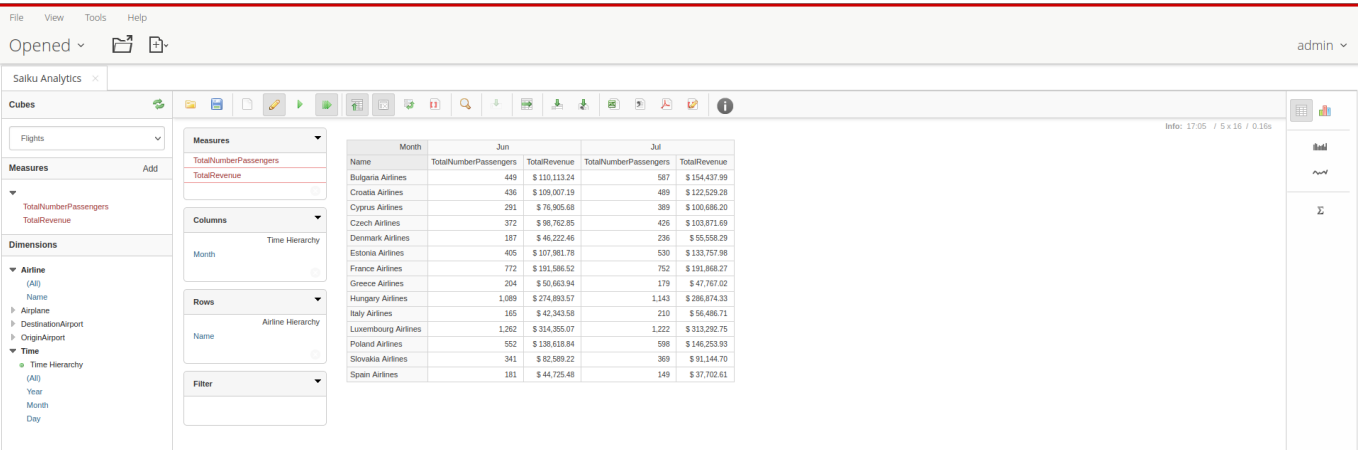 File View Tools Help
Opened admin
Saiku Analytics ×
Cubes
Flights
Measures Add
TotalNumberPassengers
TotalRevenue
Dimensions
Airline
(All)
Name
Airplane
DestinationAirport
OriginAirport
Time
Time Hierarchy
(All)
Year
Month
Day
Measures
TotalNumberPassengers
TotalRevenue
Columns
Time Hierarchy
Month
Rows
Airline Hierarchy
Name
Filter
Info: 17:05 / 5 x 16 / 0.16s
Month Jun Jul
Name TotalNumberPassengers TotalRevenue TotalNumberPassengers TotalRevenue
Bulgaria Airlines 449 $ 110,113.24 587 $ 154,437.99
Croatia Airlines 436 $ 109,007.19 489 $ 122,529.28
Cyprus Airlines 291 $ 76,905.68 389 $ 100,686.20
Czech Airlines 372 $ 98,762.85 426 $ 103,871.69
Denmark Airlines 187 $ 46,222.46 236 $ 55,558.29
Estonia Airlines 405 $ 107,981.78 530 $ 133,757.98
France Airlines 772 $ 191,586.52 752 $ 191,868.27
Greece Airlines 204 $ 50,663.94 179 $ 47,767.02
Hungary Airlines 1,089 $ 274,893.57 1,143 $ 286,874.33
Italy Airlines 165 $ 42,343.58 210 $ 56,486.71
Luxembourg Airlines 1,262 $ 314,355.07 1,222 $ 313,292.75
Poland Airlines 552 $ 138,618.84 598 $ 146,253.93
Slovakia Airlines 341 $ 82,589.22 369 $ 91,144.70
Spain Airlines 181 $ 44,725.48 149 $ 37,702.61
Σ